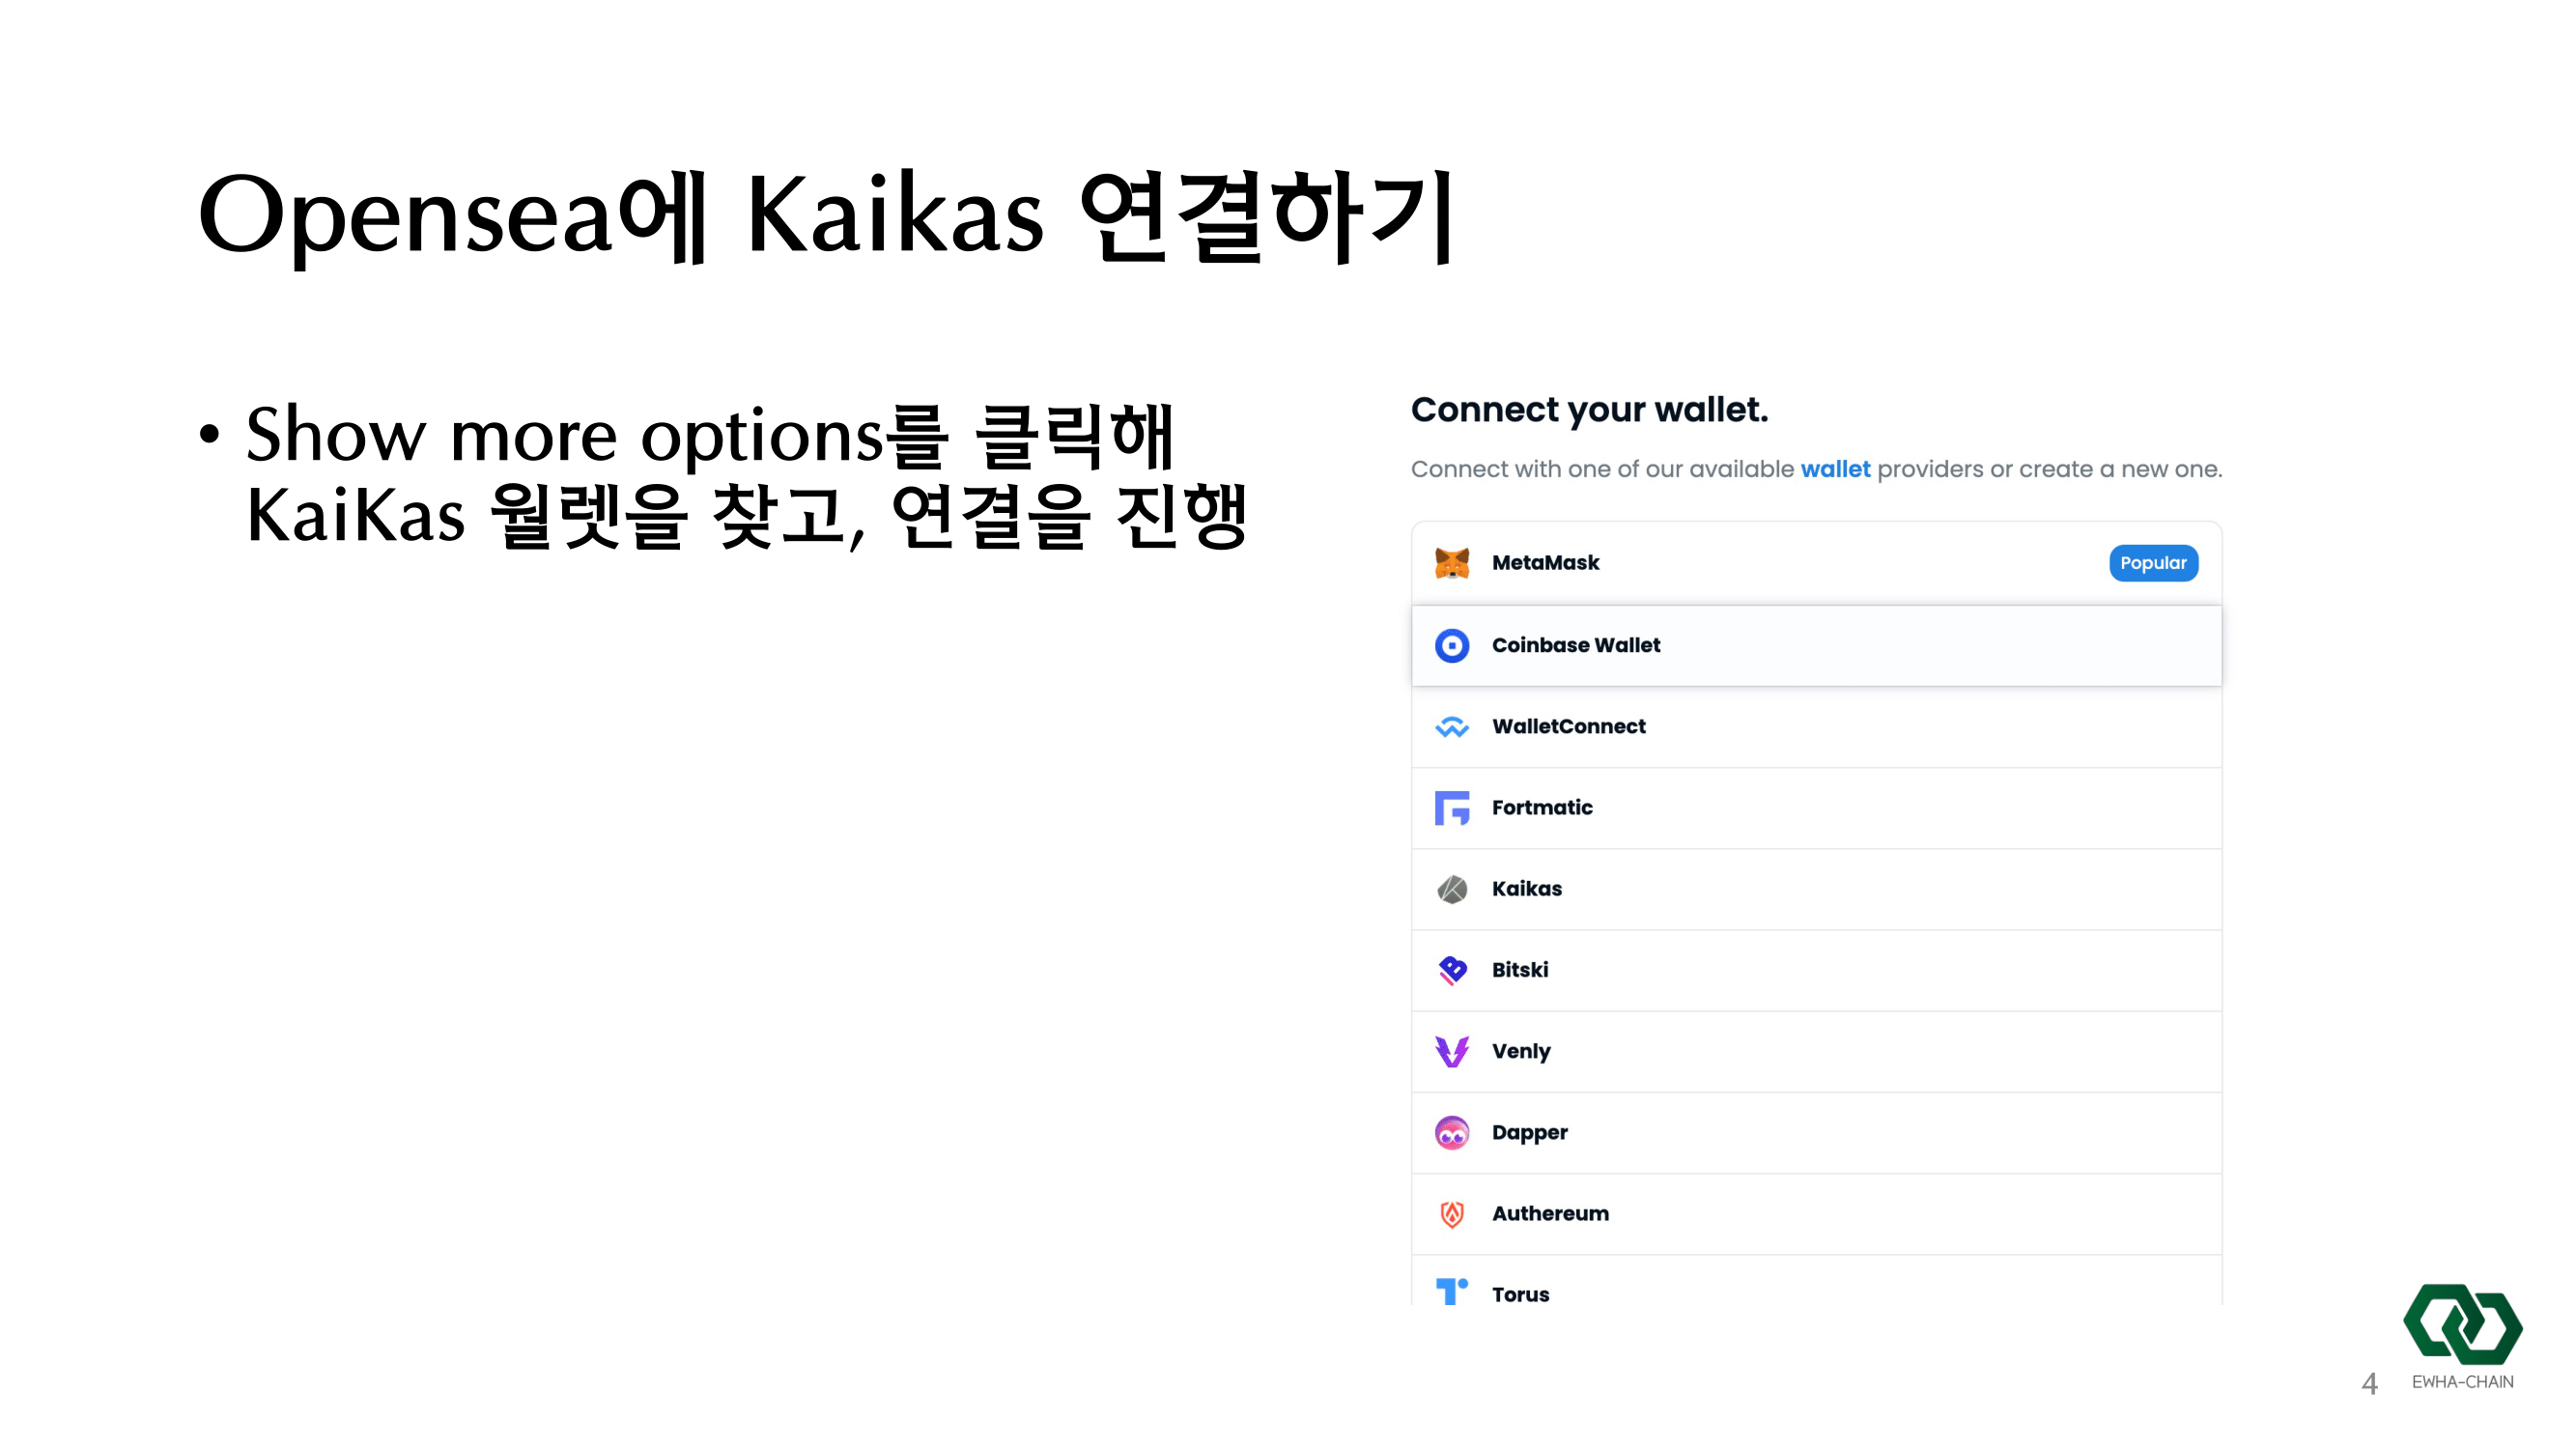 Opensea에 Kaikas 연결하기
• Show more options를 클릭해
KaiKas 월렛을 찾고, 연결을 진행
Connect your wallet.
Connect with one of our available wallet providers or create a new one.
MetaMask
Popular
Coinbase Wallet
WalletConnect
Fortmatic
Kaikas
Bitski
Venly
Dapper
Authereum
Torus
4
EWHA-CHAIN